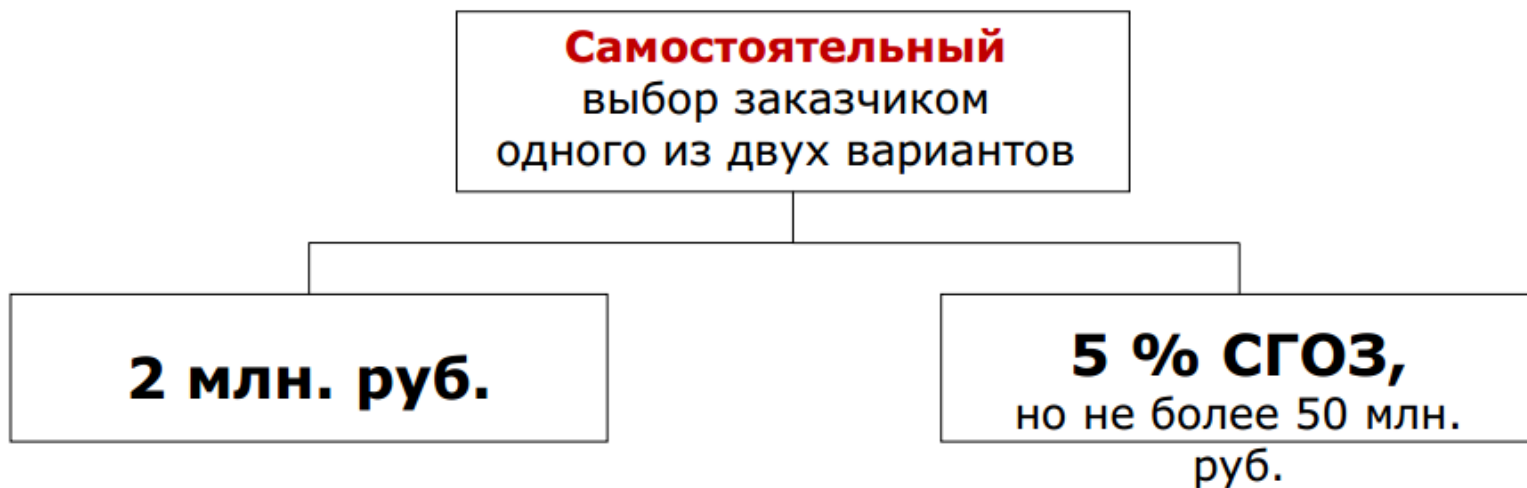 Самостоятельный
выбор заказчиком
одного из двух вариантов
2 млн. руб.
5 % СГОЗ,
но не более 50 млн.
руб.